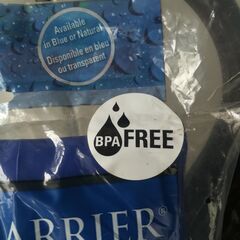 Available
in Blue or Natural
Disponible en bleu
ou transparent
BPA FREE
ARRIER®